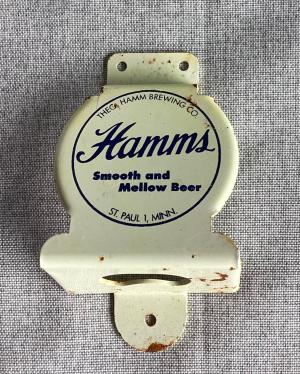 THEO. HAMM BREWING CO.
Hamms
Smooth and
Mellow Beer
ST. PAUL 1, MINN.